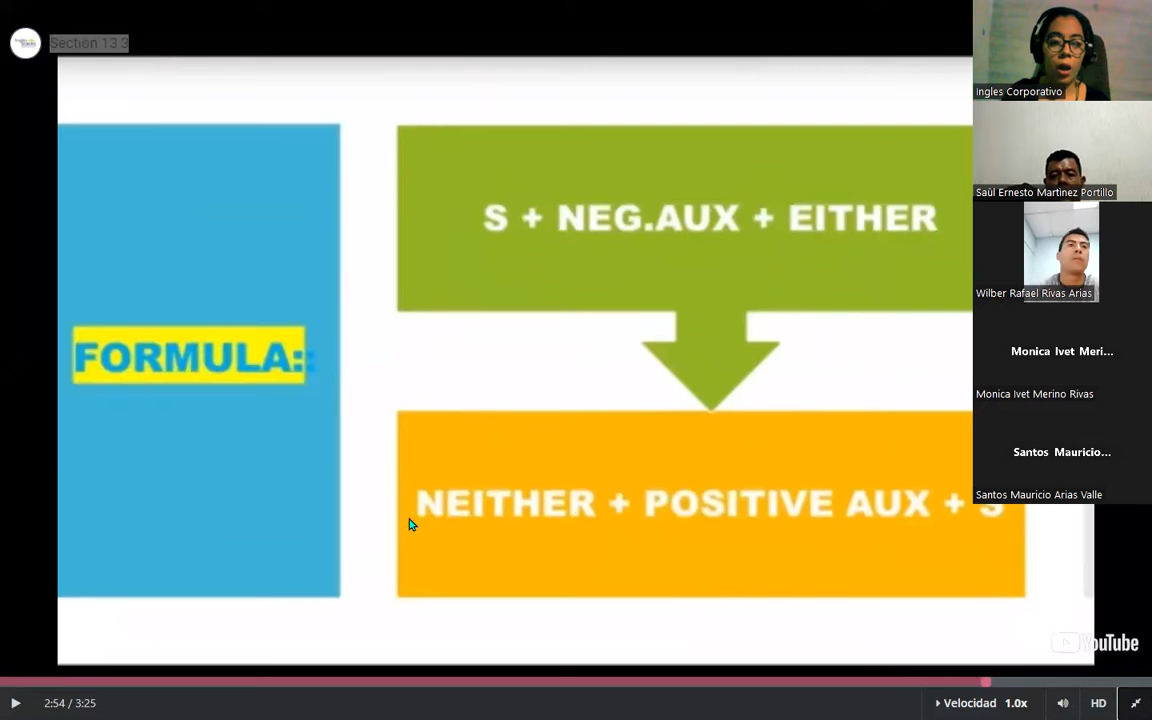 Section 13 3
FORMULA::
S + NEG.AUX + EITHER
NEITHER + POSITIVE AUX + S
Ingles Corporativo
Saúl Ernesto Martinez Portillo
Wilber Rafael Rivas Arias
Monica Ivet Meri...
Monica Ivet Merino Rivas
Santos Mauricio...
Santos Mauricio Arias Valle
YouTube
2:54 / 3:25
Velocidad 1.0x
HD